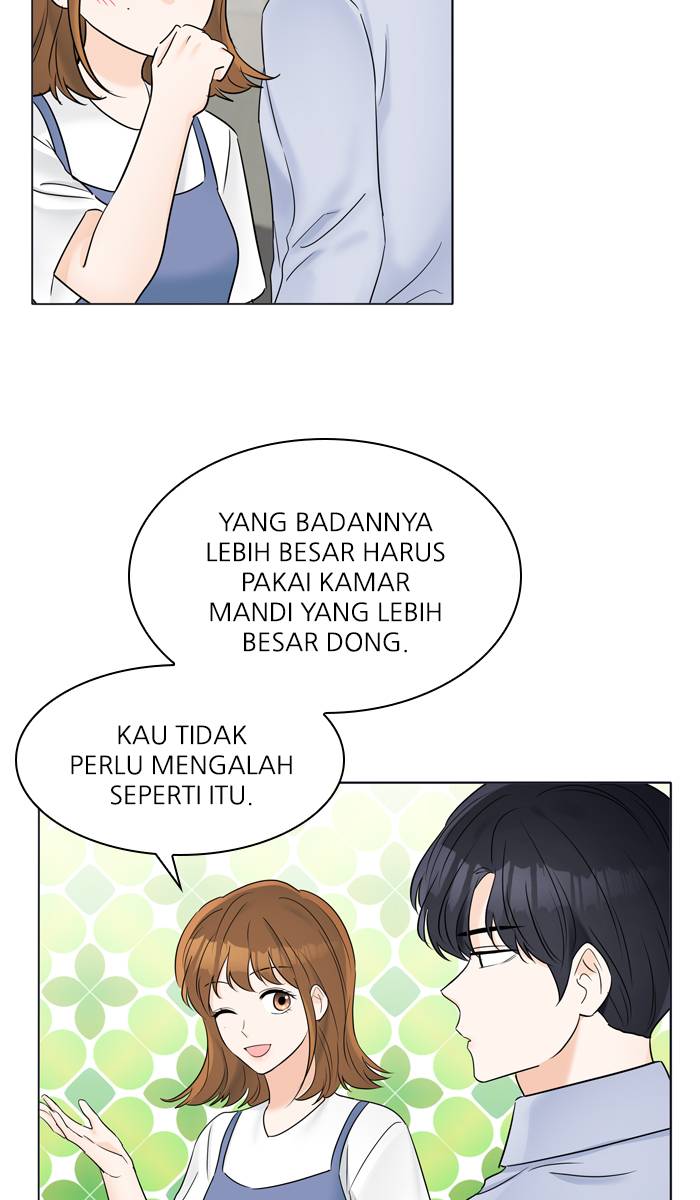 YANG BADANNYA
LEBIH BESAR HARUS
PAKAI KAMAR
MANDI YANG LEBIH
BESAR DONG.
KAU TIDAK
PERLU MENGALAH
SEPERTI ITU.